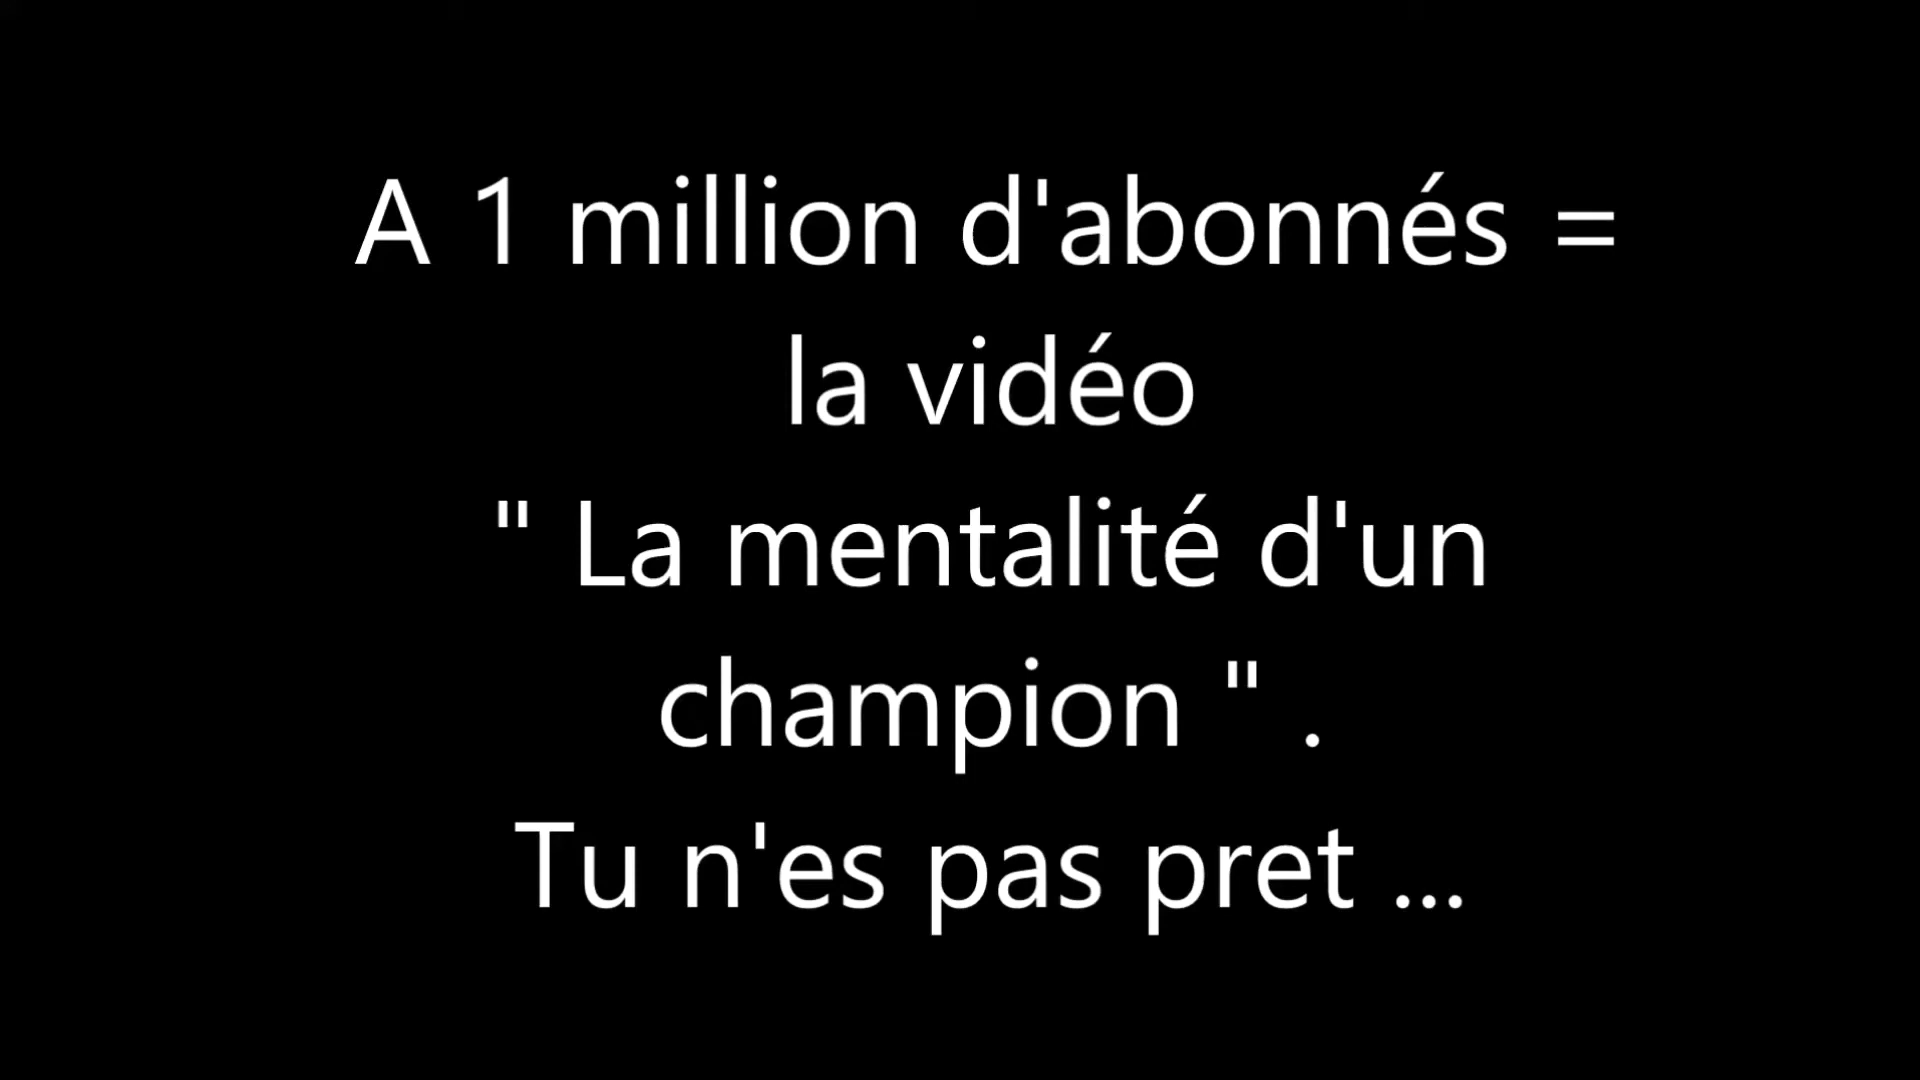 A 1 million d'abonnés =
la vidéo
" La mentalité d'un
champion " .
Tu n'es pas pret ...